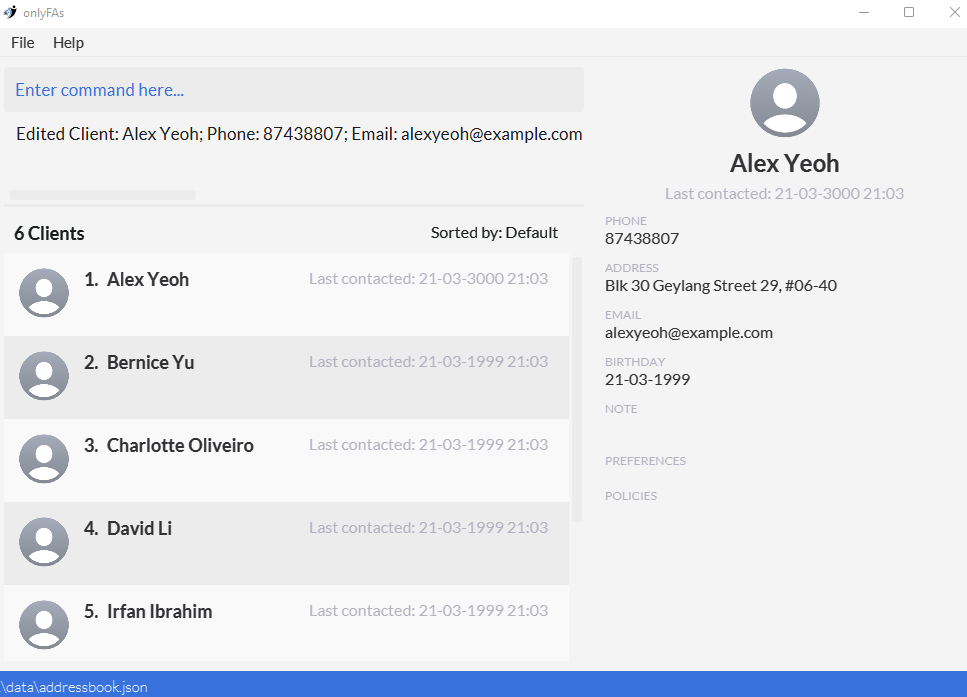 onlyFAs
File Help
Enter command here...
Edited Client: Alex Yeoh; Phone: 87438807; Email: alexyeoh@example.com
6 Clients Sorted by: Default
1. Alex Yeoh Last contacted: 21-03-3000 21:03
2. Bernice Yu Last contacted: 21-03-1999 21:03
3. Charlotte Oliveiro Last contacted: 21-03-1999 21:03
4. David Li Last contacted: 21-03-1999 21:03
5. Irfan Ibrahim Last contacted: 21-03-1999 21:03
Alex Yeoh
Last contacted: 21-03-3000 21:03
PHONE
87438807
ADDRESS
Blk 30 Geylang Street 29, #06-40
EMAIL
alexyeoh@example.com
BIRTHDAY
21-03-1999
NOTE
PREFERENCES
POLICIES
\data\addressbook.json